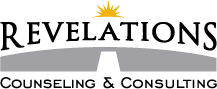 REVELATIONS
COUNSELING & CONSULTING